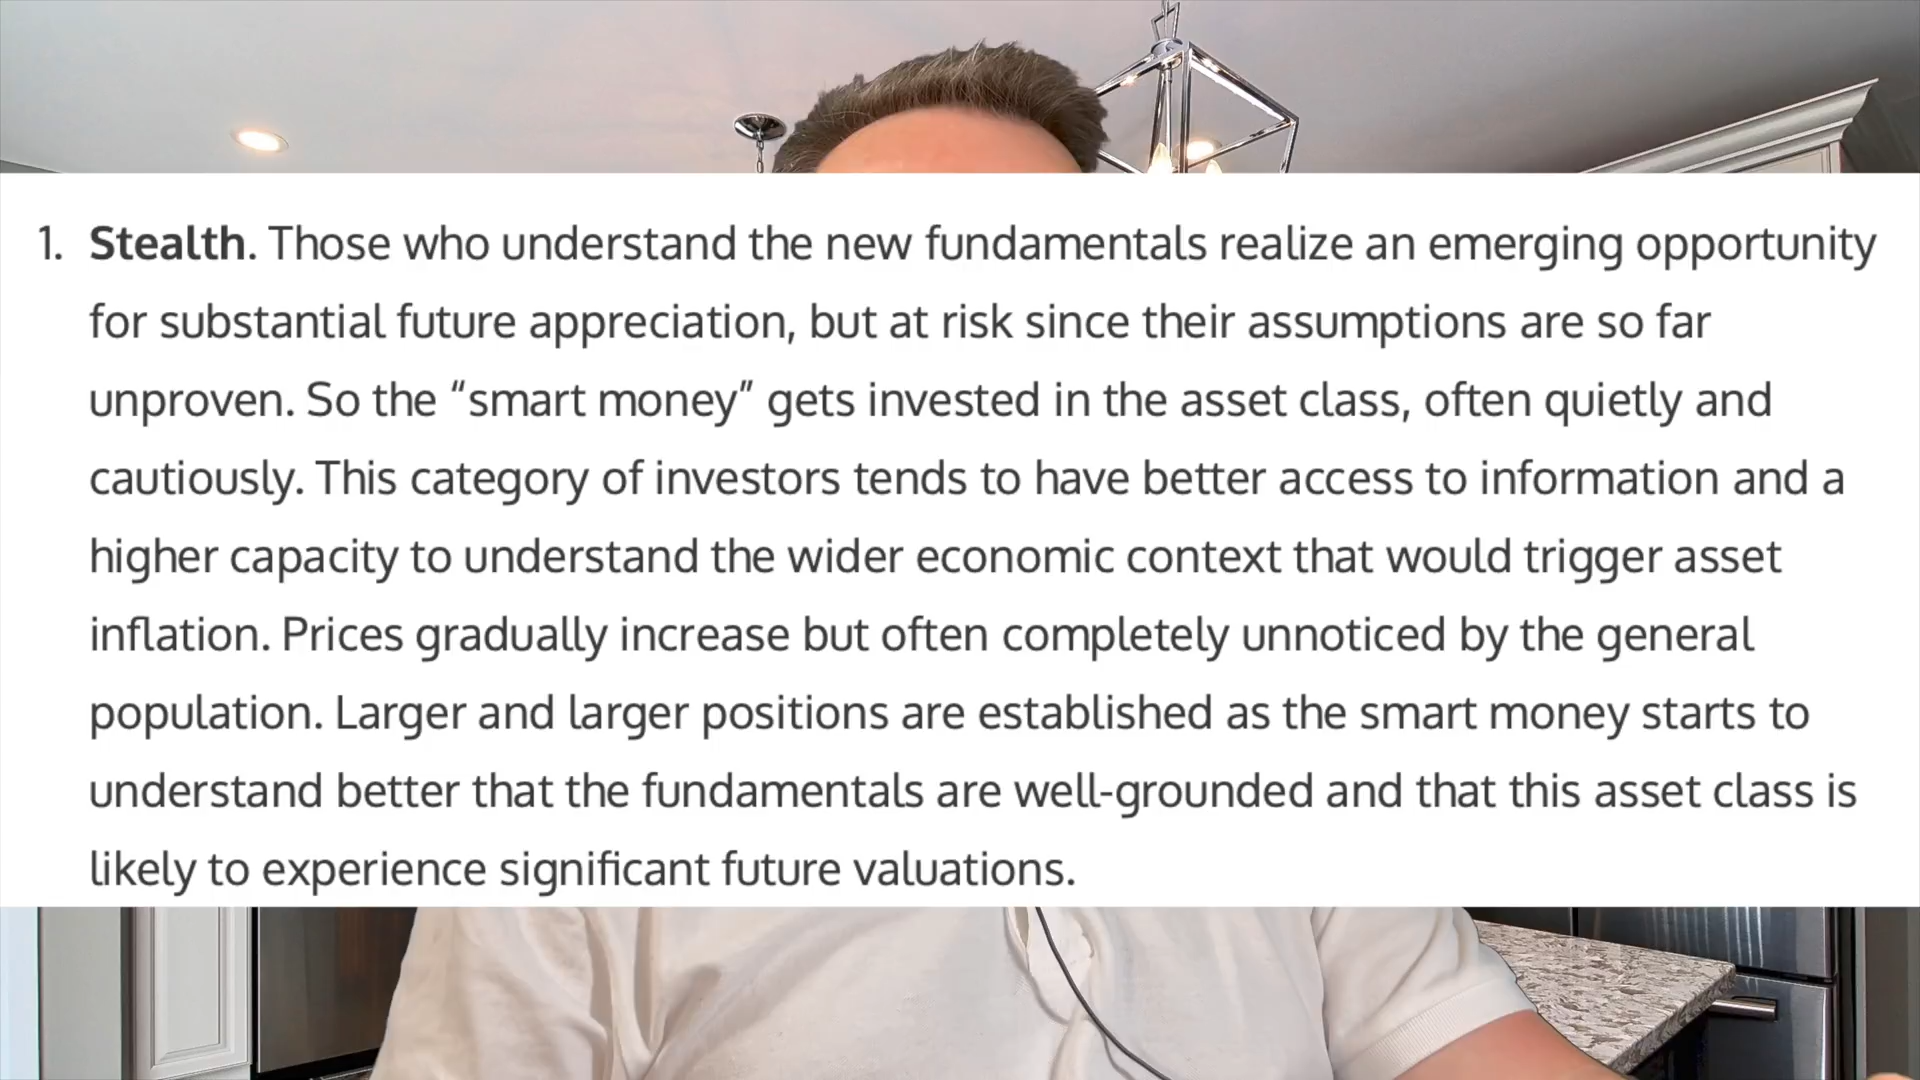 1. Stealth. Those who understand the new fundamentals realize an emerging opportunity
for substantial future appreciation, but at risk since their assumptions are so far
unproven. So the “smart money” gets invested in the asset class, often quietly and
cautiously. This category of investors tends to have better access to information and a
higher capacity to understand the wider economic context that would trigger asset
inflation. Prices gradually increase but often completely unnoticed by the general
population. Larger and larger positions are established as the smart money starts to
understand better that the fundamentals are well-grounded and that this asset class is
likely to experience significant future valuations.